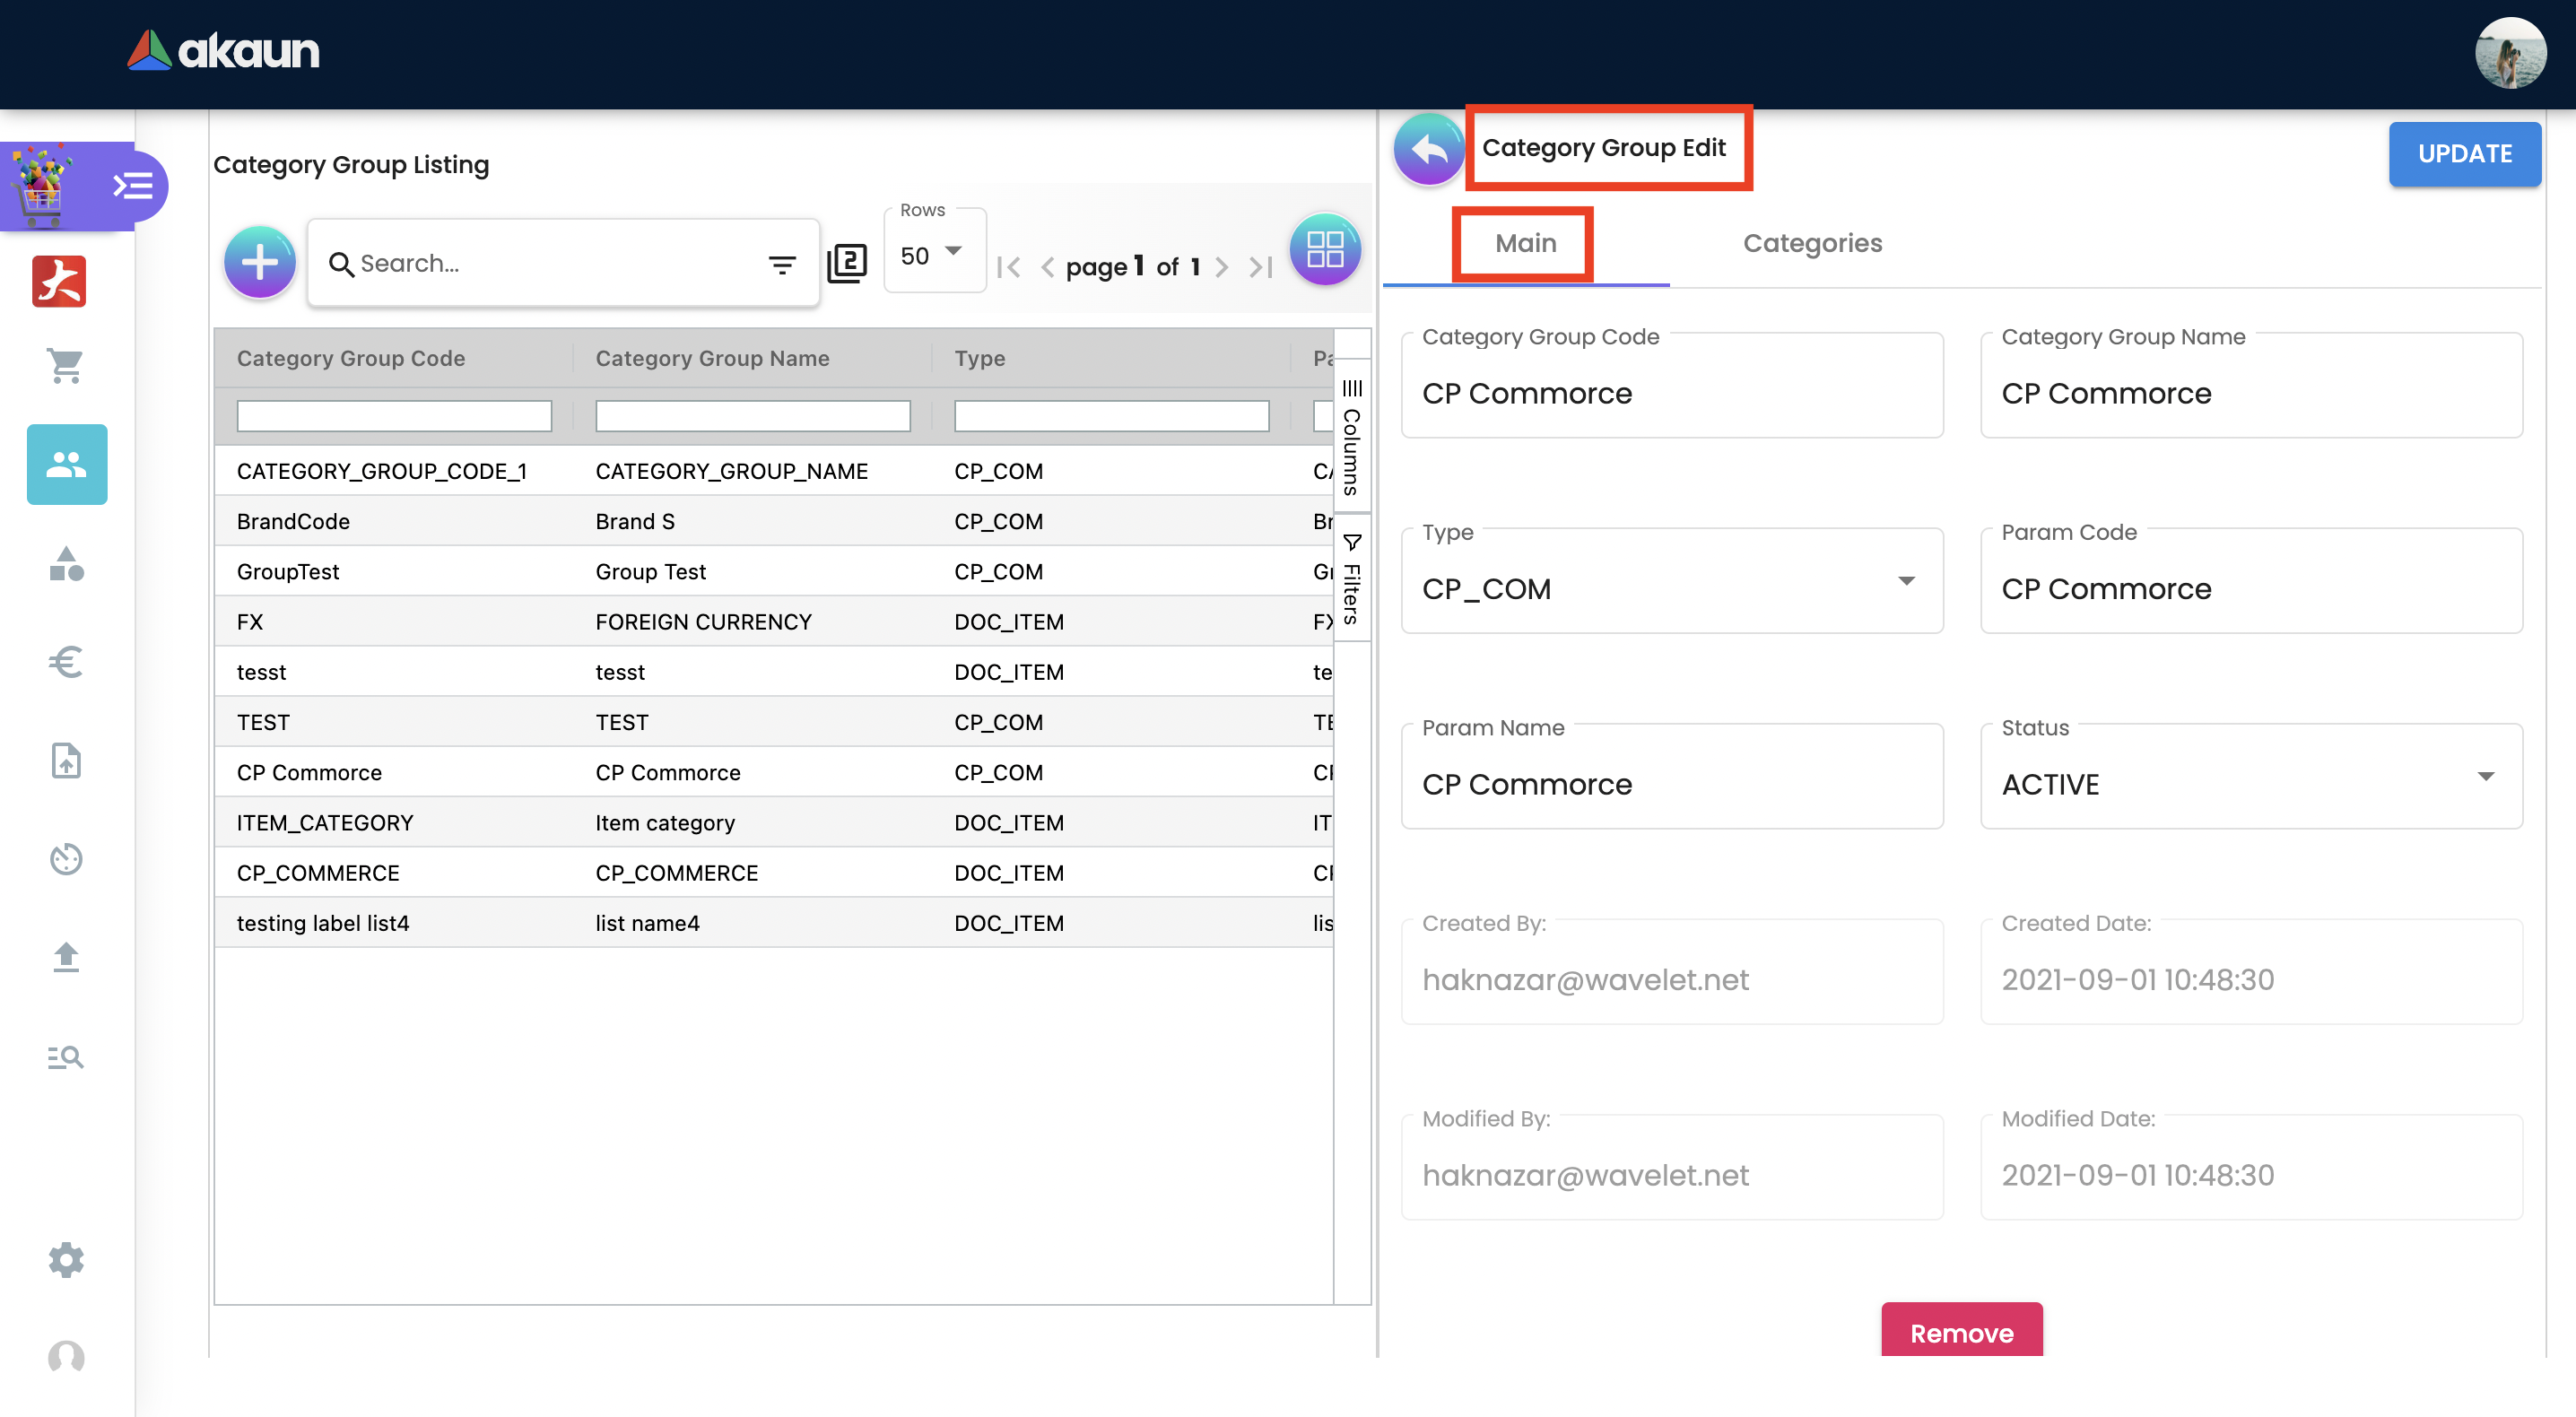 akaun
Category Group Listing
Search...
2
Rows
50
page 1 of 1
Category Group Code Category Group Name Type Pa
CATEGORY_GROUP_CODE_1 CATEGORY_GROUP_NAME CP_COM CA
BrandCode Brand S CP_COM Br
GroupTest Group Test CP_COM Gr
FX FOREIGN CURRENCY DOC_ITEM FX
tesst tesst DOC_ITEM te
TEST TEST CP_COM TE
CP Commorce CP Commorce CP_COM CP
ITEM_CATEGORY Item category DOC_ITEM IT
CP_COMMERCE CP_COMMERCE DOC_ITEM CP
testing label list4 list name4 DOC_ITEM lis
Columns
Filters
Category Group Edit
UPDATE
Main Categories
Category Group Code
CP Commorce
Category Group Name
CP Commorce
Type
CP_COM
Param Code
CP Commorce
Param Name
CP Commorce
Status
ACTIVE
Created By:
haknazar@wavelet.net
Created Date:
2021-09-01 10:48:30
Modified By:
haknazar@wavelet.net
Modified Date:
2021-09-01 10:48:30
Remove